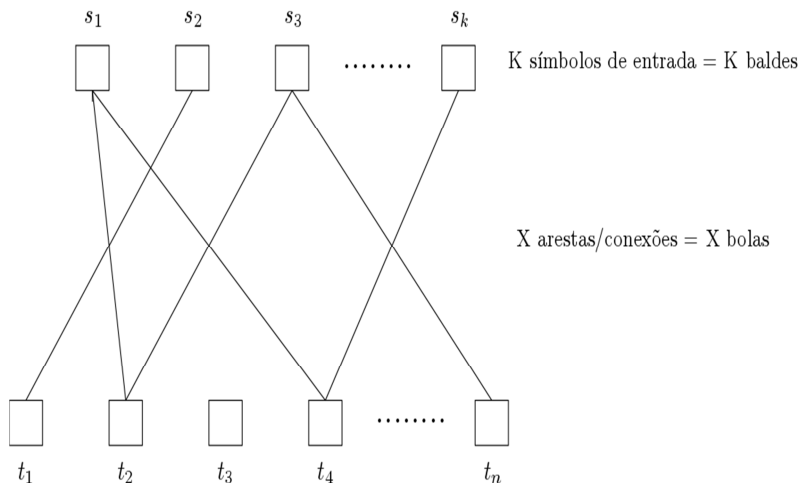 s₁ s₂ s₃ ........ sₖ
K símbolos de entrada = K baldes
X arestas/conexões = X bolas
........
t₁ t₂ t₃ t₄ tₙ